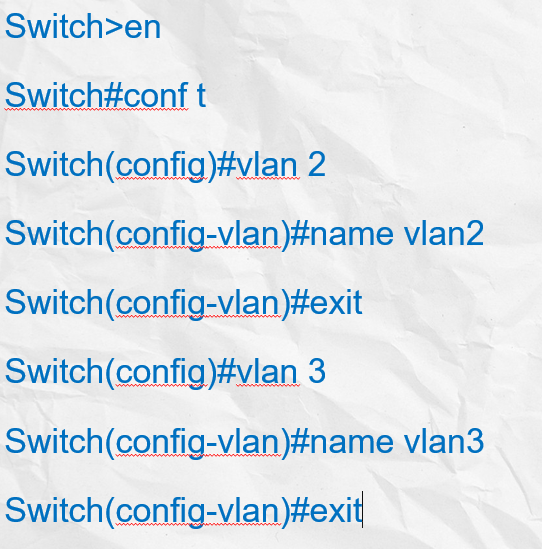 Switch>en
Switch#conf t
Switch(config)#vlan 2
Switch(config-vlan)#name vlan2
Switch(config-vlan)#exit
Switch(config)#vlan 3
Switch(config-vlan)#name vlan3
Switch(config-vlan)#exit